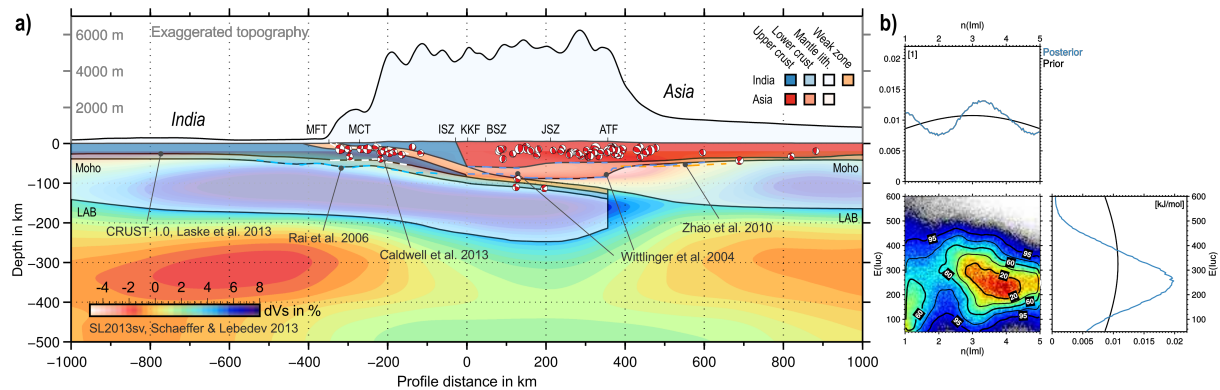 a)
Exaggerated topography
6000 m
4000 m
2000 m
India
Asia
Upper crust
Lower crust
Mantle lith.
Weak zone
India
Asia
MFT
MCT
ISZ
KKF
BSZ
JSZ
ATF
0
−100
−200
−300
−400
−500
Depth in km
Moho
LAB
Moho
LAB
CRUST 1.0, Laske et al. 2013
Rai et al. 2006
Caldwell et al. 2013
Wittlinger et al. 2004
Zhao et al. 2010
−4 −2 0 2 4 6 8
dVs in %
SL2013sv, Schaeffer & Lebedev 2013
−1000 −800 −600 −400 −200 0 200 400 600 800 1000
Profile distance in km
b)
n(lml)
1 2 3 4 5
[1]
Posterior
Prior
0.02
0.015
0.01
0.005
0
E(luc)
600
500
400
300
200
100
95
95
60
60
20
20
60
60
95
95
1 2 3 4 5
n(lml)
[kJ/mol]
600
500
400
300
200
100
E(luc)
0 0.005 0.01 0.015 0.02